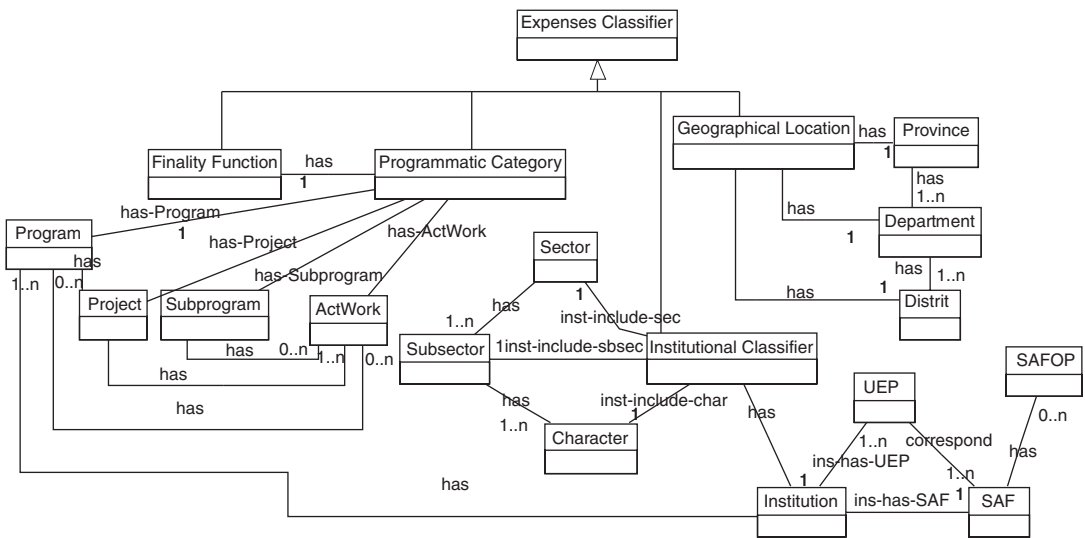 Expenses Classifier
Geographical Location
has
1
Province
Finality Function
has
1
Programmatic Category
has
1..n
has-Program
1
has
1
Department
Program
has-Project
has-ActWork
has-Subprogram
Sector
has
1..n
1..n
0..n
has
has
1
Distrit
Project
Subprogram
ActWork
has
1
inst-include-sec
1..n
Subsector
1inst-include-sbsec
Institutional Classifier
SAFOP
has
0..n
1..n
0..n
has
has
has
1..n
inst-include-char
1
has
UEP
0..n
Character
1..n
correspond
has
ins-has-UEP
1..n
has
1
Institution
ins-has-SAF
1
SAF